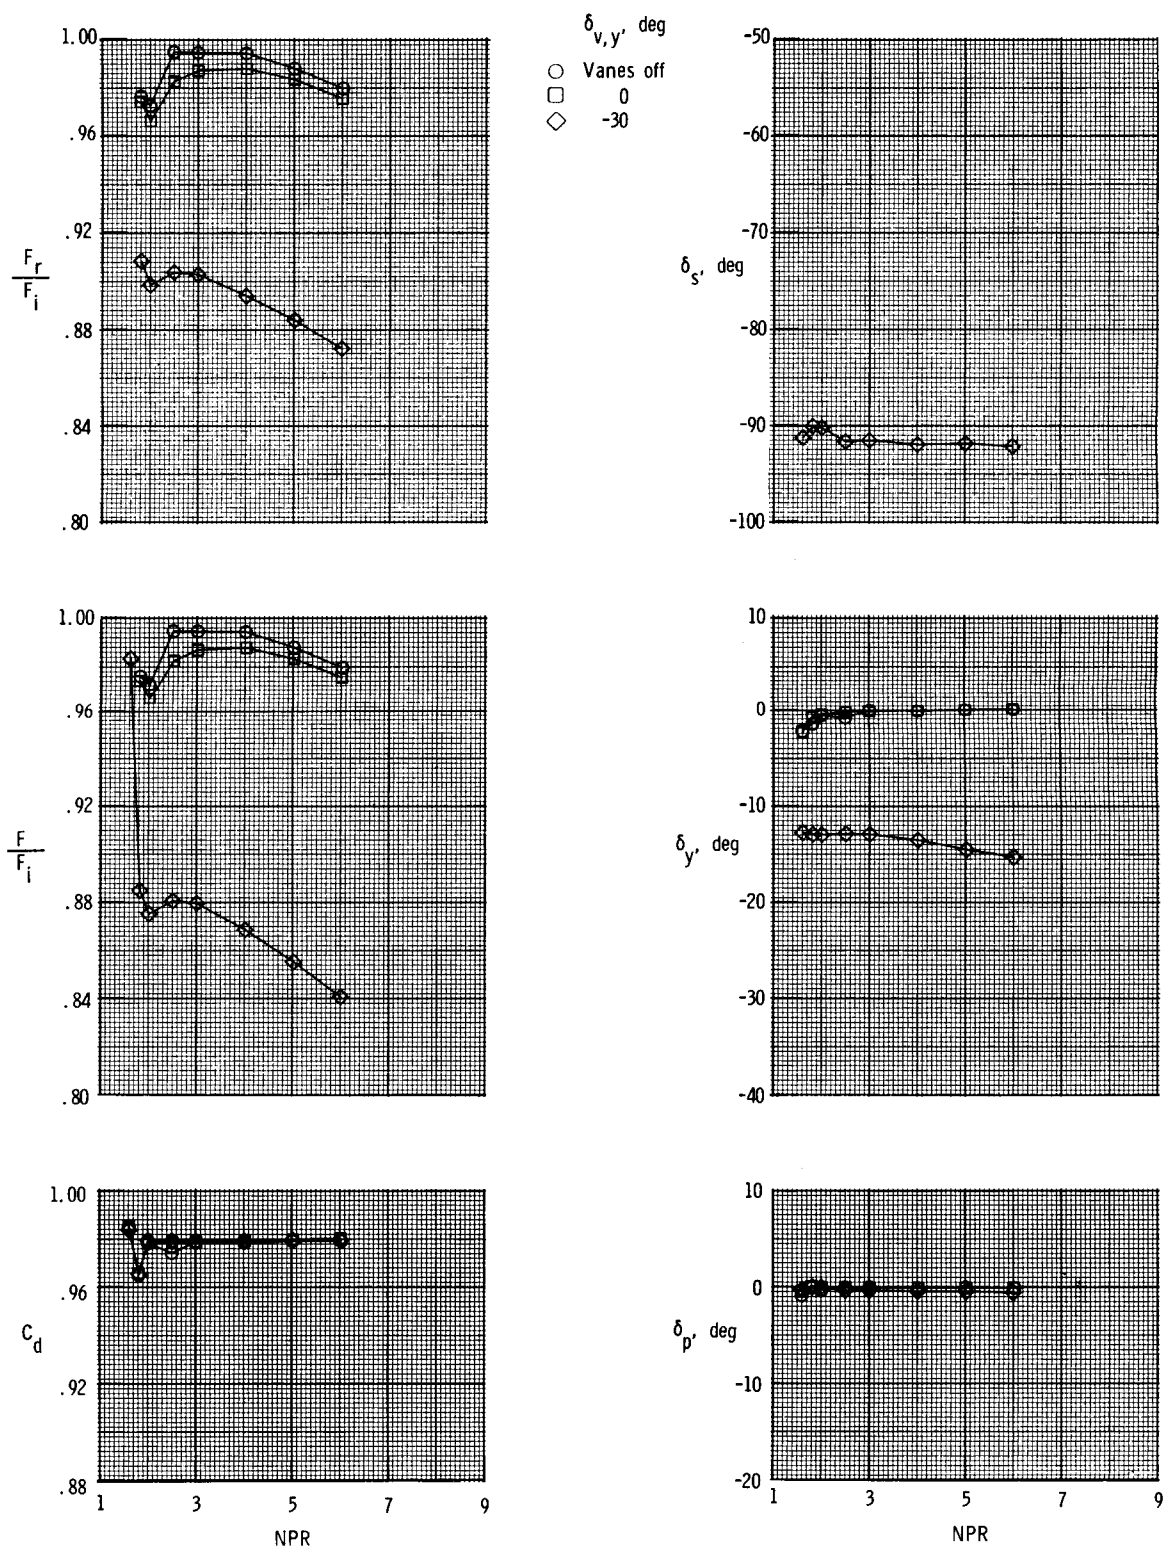 δv,y, deg
Vanes off
0
-30
1.00
.96
.92
.88
.84
.80
Fr
Fi
-50
-60
-70
-80
-90
-100
δs, deg
1.00
.96
.92
.88
.84
.80
F
Fi
10
0
-10
-20
-30
-40
δy, deg
1.00
.96
.92
.88
Cd
1 3 5 7 9
NPR
10
0
-10
-20
δp, deg
1 3 5 7 9
NPR